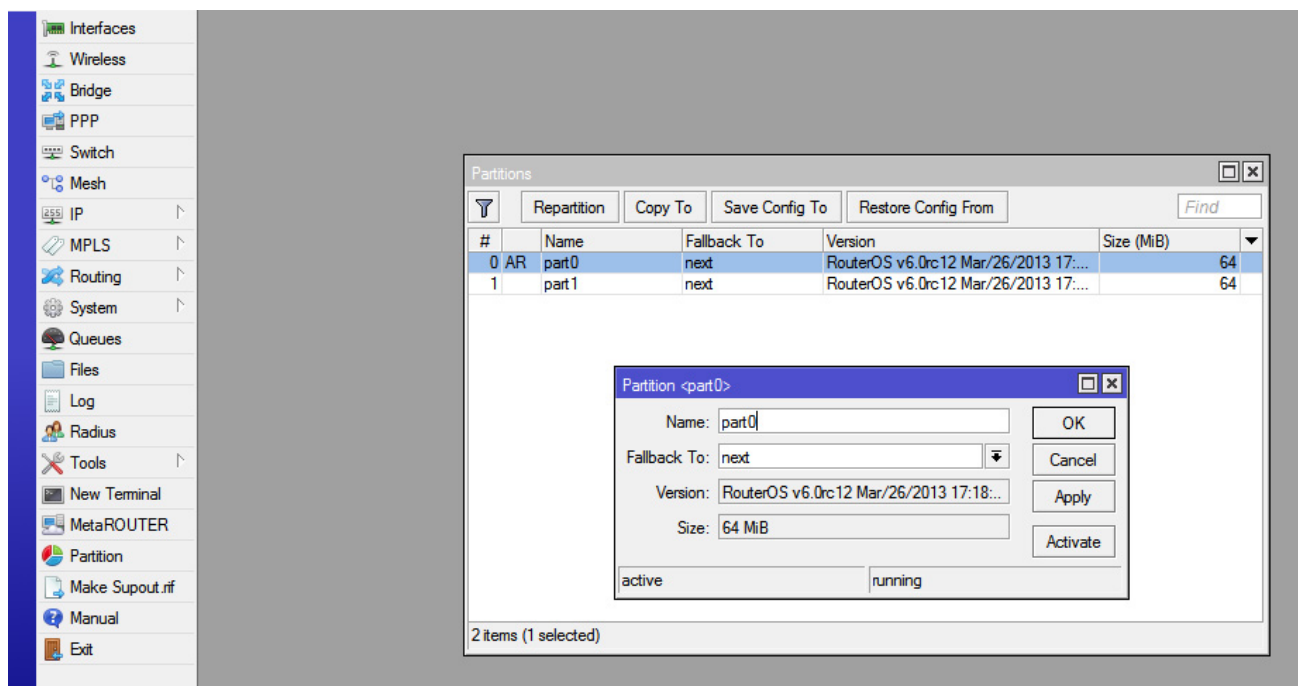 Interfaces
Wireless
Bridge
PPP
Switch
Mesh
255 IP
MPLS
Routing
System
Queues
Files
Log
Radius
Tools
New Terminal
MetaROUTER
Partition
Make Supout.rif
Manual
Exit
Partitions
Repartition Copy To Save Config To Restore Config From Find
# Name Fallback To Version Size (MiB)
0 AR part0 next RouterOS v6.0rc12 Mar/26/2013 17:... 64
1 part1 next RouterOS v6.0rc12 Mar/26/2013 17:... 64
Partition <part0>
Name: part0 OK
Fallback To: next Cancel
Version: RouterOS v6.0rc12 Mar/26/2013 17:18:.. Apply
Size: 64 MiB
Activate
active running
2 items (1 selected)